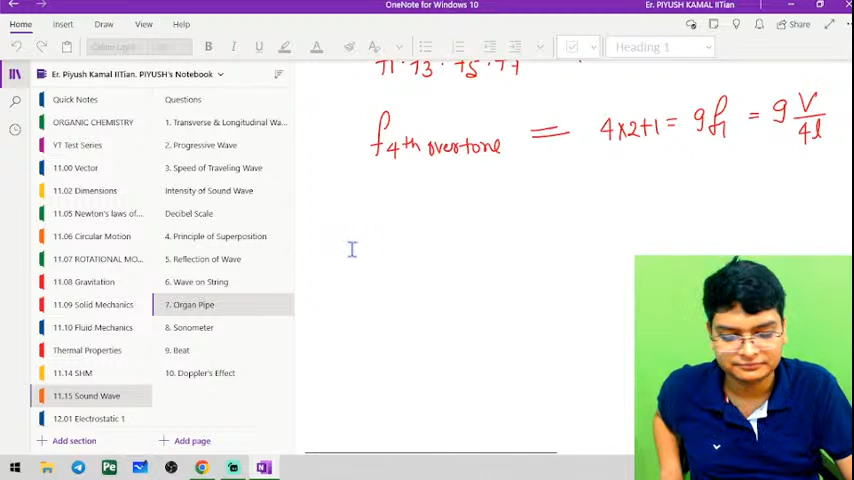 OneNote for Windows 10
Er. PIYUSH KAMAL IITian
Home
Insert
Draw
View
Help
Share
Heading 1
Er. Piyush Kamal IITian. PIYUSH's Notebook
Quick Notes
ORGANIC CHEMISTRY
YT Test Series
11.00 Vector
11.02 Dimensions
11.05 Newton's laws of...
11.06 Circular Motion
11.07 ROTATIONAL MO...
11.08 Gravitation
11.09 Solid Mechanics
11.10 Fluid Mechanics
Thermal Properties
11.14 SHM
11.15 Sound Wave
12.01 Electrostatic 1
Add section
Questions
1. Transverse & Longitudinal Wa...
2. Progressive Wave
3. Speed of Traveling Wave
Intensity of Sound Wave
Decibel Scale
4. Principle of Superposition
5. Reflection of Wave
6. Wave on String
7. Organ Pipe
8. Sonometer
9. Beat
10. Doppler's Effect
Add page
f4th overtone = 4x2+1 = 9f1 = 9 V/4l